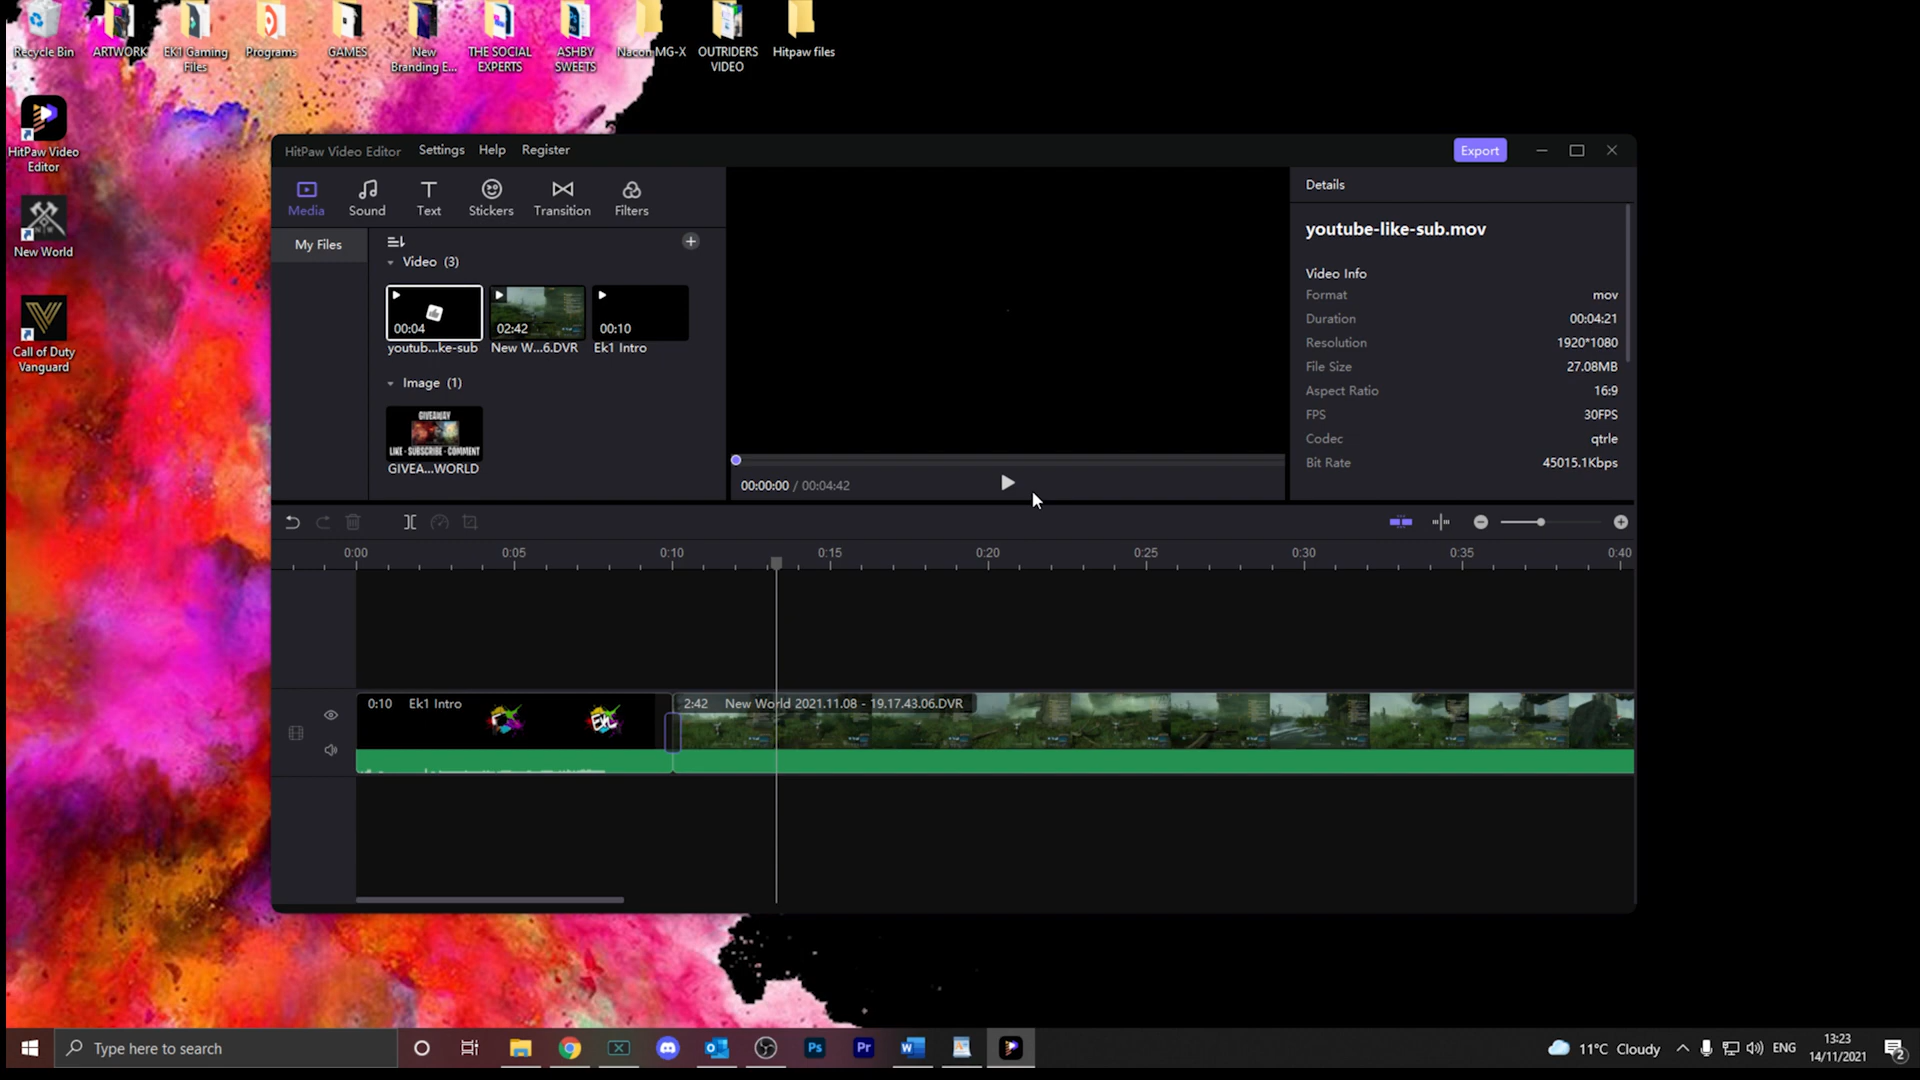 Recycle Bin
ARTWORK
EK1 Gaming Files
Programs
GAMES
New Branding E...
THE SOCIAL EXPERTS
ASHBY SWEETS
Nacon MG-X
OUTRIDERS VIDEO
Hitpaw files
HitPaw Video Editor
New World
Call of Duty Vanguard
HitPaw Video Editor
Settings
Help
Register
Export
Media
Sound
Text
Stickers
Transition
Filters
My Files
Video (3)
00:04
02:42
00:10
youtub...ke-sub
New W...6.DVR
Ek1 Intro
Image (1)
GIVEAWAY
LIKE - SUBSCRIBE - COMMENT
GIVEA...WORLD
00:00:00 / 00:04:42
Details
youtube-like-sub.mov
Video Info
Format mov
Duration 00:04:21
Resolution 1920*1080
File Size 27.08MB
Aspect Ratio 16:9
FPS 30FPS
Codec qtrle
Bit Rate 45015.1Kbps
0:00 0:05 0:10 0:15 0:20 0:25 0:30 0:35 0:40
0:10 Ek1 Intro
2:42 New World 2021.11.08 - 19.17.43.06.DVR
Type here to search
Ps
Pr
11°C Cloudy
ENG
13:23
14/11/2021
2